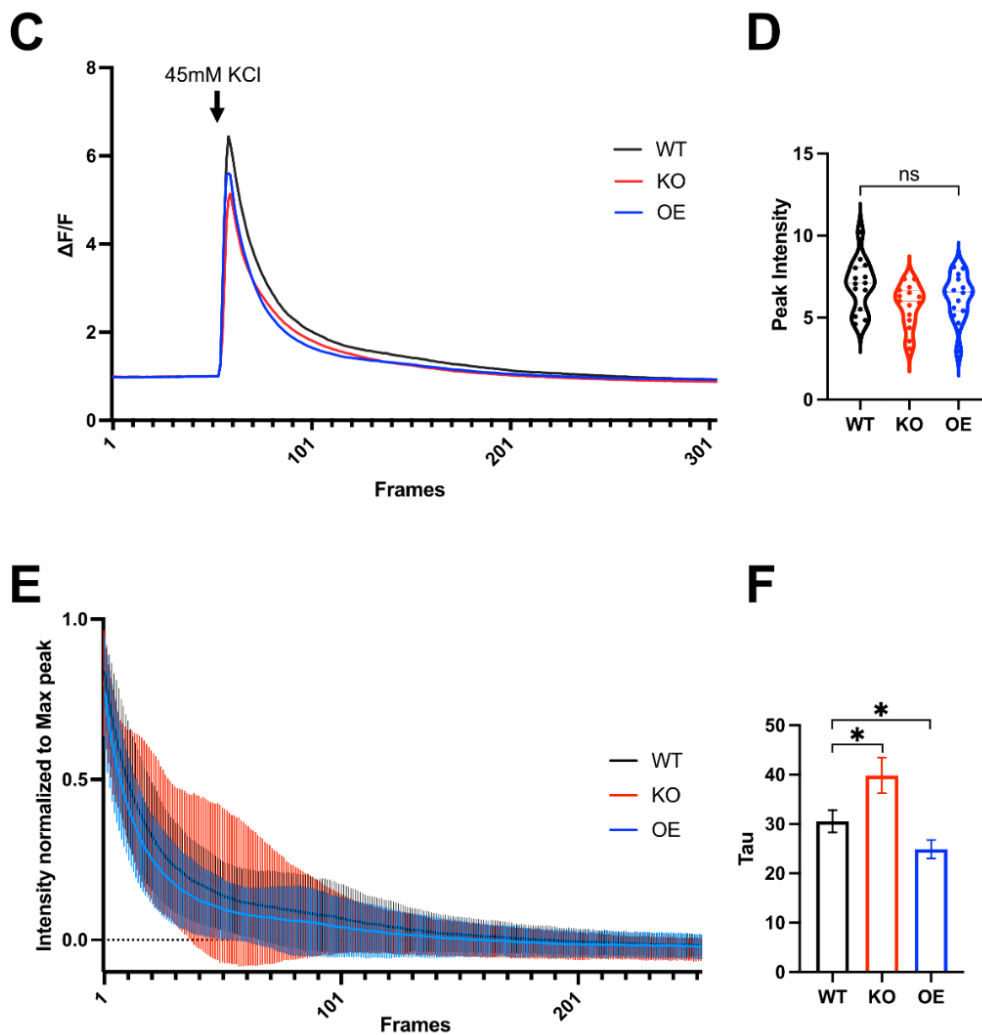 C
8
6
4
2
0
ΔF/F
45mM KCl
WT
KO
OE
1
101
201
301
Frames
D
15
10
5
0
Peak Intensity
ns
WT KO OE
E
1.0
0.5
0.0
Intensity normalized to Max peak
WT
KO
OE
1
101
201
Frames
F
50
40
30
20
10
0
Tau
*
*
WT KO OE